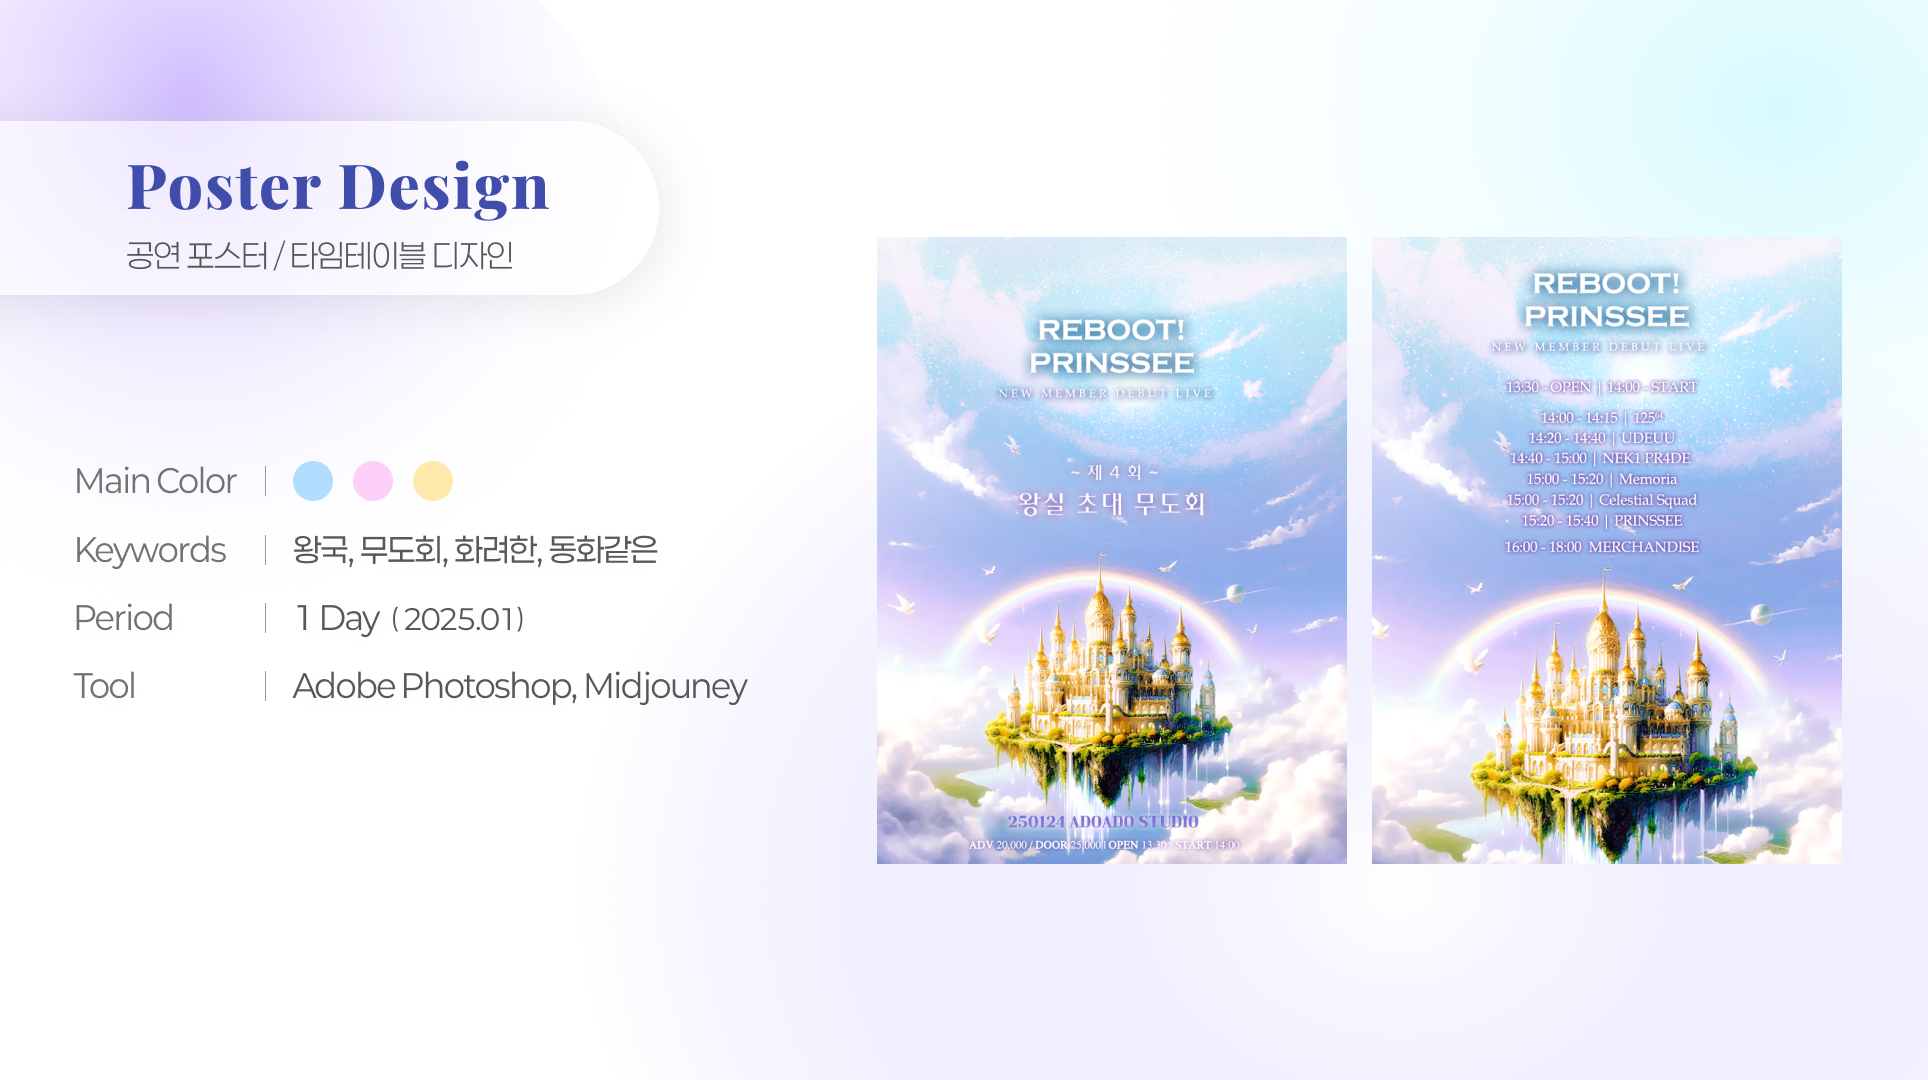 Poster Design
공연 포스터 / 타임테이블 디자인
Main Color
Keywords | 왕국, 무도회, 화려한, 동화같은
Period | 1 Day (2025.01)
Tool | Adobe Photoshop, Midjouney
REBOOT!
PRINSSEE
NEW MEMBER DEBUT LIVE
~ 제 4 회 ~
왕실 초대 무도회
250124 ADOADO STUDIO
ADV 20,000 / DOOR 25,000 | OPEN 13:30 / START 14:00
REBOOT!
PRINSSEE
NEW MEMBER DEBUT LIVE
13:30 - OPEN | 14:00 - START
14:00 - 14:15 | 125
14:20 - 14:40 | UDEUU
14:40 - 15:00 | NEK1 PR4DE
15:00 - 15:20 | Memoria
15:00 - 15:20 | Celestial Squad
15:20 - 15:40 | PRINSSEE
16:00 - 18:00 MERCHANDISE